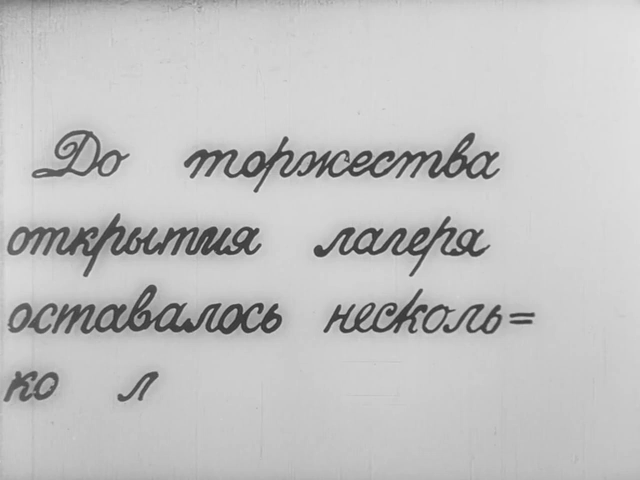 До торжества
открытия лагеря
оставалось несколь=
ко л